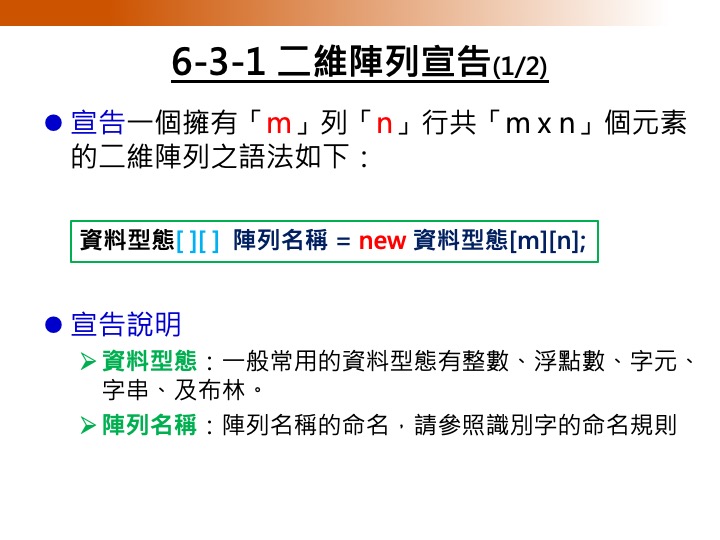 6-3-1 二維陣列宣告(1/2)
宣告一個擁有「m」列「n」行共「m x n」個元素
的二維陣列之語法如下：
資料型態[ ][ ] 陣列名稱 = new 資料型態[m][n];
宣告說明
資料型態：一般常用的資料型態有整數、浮點數、字元、
字串、及布林。
陣列名稱：陣列名稱的命名，請參照識別字的命名規則